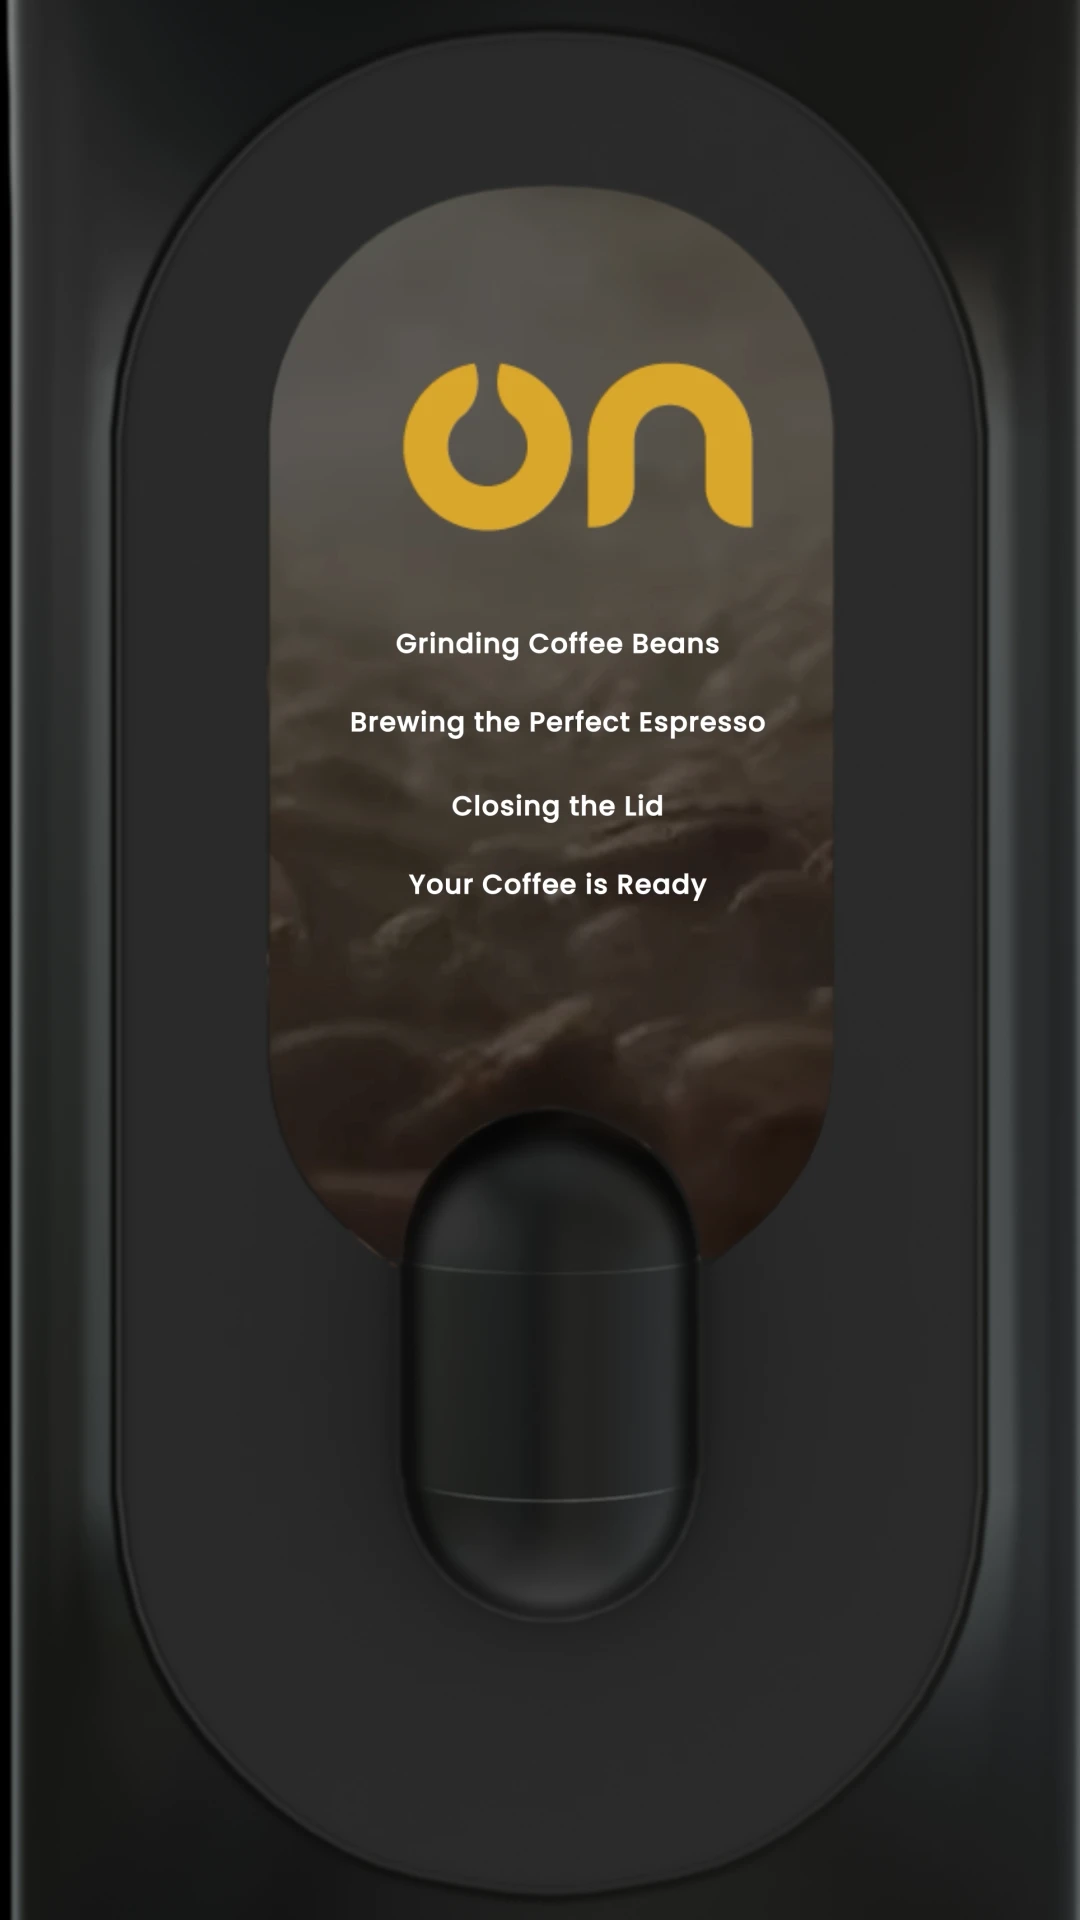 on
Grinding Coffee Beans
Brewing the Perfect Espresso
Closing the Lid
Your Coffee is Ready